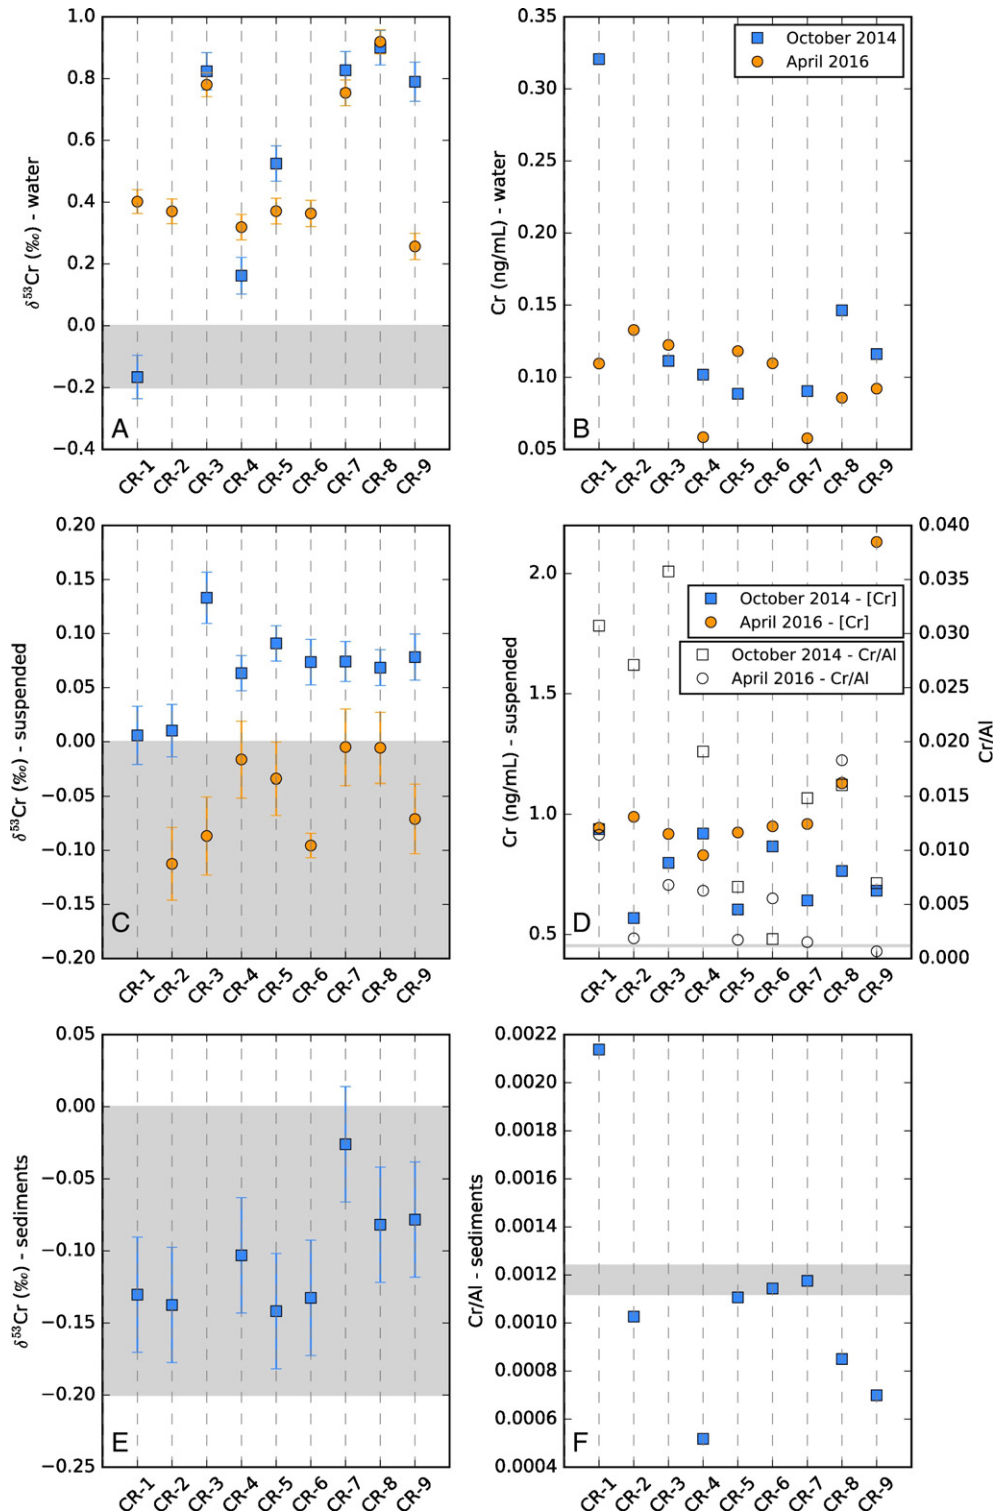 1.0
0.8
0.6
0.4
0.2
0.0
−0.2
−0.4
δ⁵³Cr (‰) - water
A
CR-1 CR-2 CR-3 CR-4 CR-5 CR-6 CR-7 CR-8 CR-9
0.35
0.30
0.25
0.20
0.15
0.10
0.05
Cr (ng/mL) - water
October 2014
April 2016
B
CR-1 CR-2 CR-3 CR-4 CR-5 CR-6 CR-7 CR-8 CR-9
0.20
0.15
0.10
0.05
0.00
−0.05
−0.10
−0.15
−0.20
δ⁵³Cr (‰) - suspended
C
CR-1 CR-2 CR-3 CR-4 CR-5 CR-6 CR-7 CR-8 CR-9
2.0
1.5
1.0
0.5
Cr (ng/mL) - suspended
October 2014 - [Cr]
April 2016 - [Cr]
October 2014 - Cr/Al
April 2016 - Cr/Al
0.040
0.035
0.030
0.025
0.020
0.015
0.010
0.005
0.000
Cr/Al
D
CR-1 CR-2 CR-3 CR-4 CR-5 CR-6 CR-7 CR-8 CR-9
0.05
0.00
−0.05
−0.10
−0.15
−0.20
−0.25
δ⁵³Cr (‰) - sediments
E
CR-1 CR-2 CR-3 CR-4 CR-5 CR-6 CR-7 CR-8 CR-9
0.0022
0.0020
0.0018
0.0016
0.0014
0.0012
0.0010
0.0008
0.0006
0.0004
Cr/Al - sediments
F
CR-1 CR-2 CR-3 CR-4 CR-5 CR-6 CR-7 CR-8 CR-9